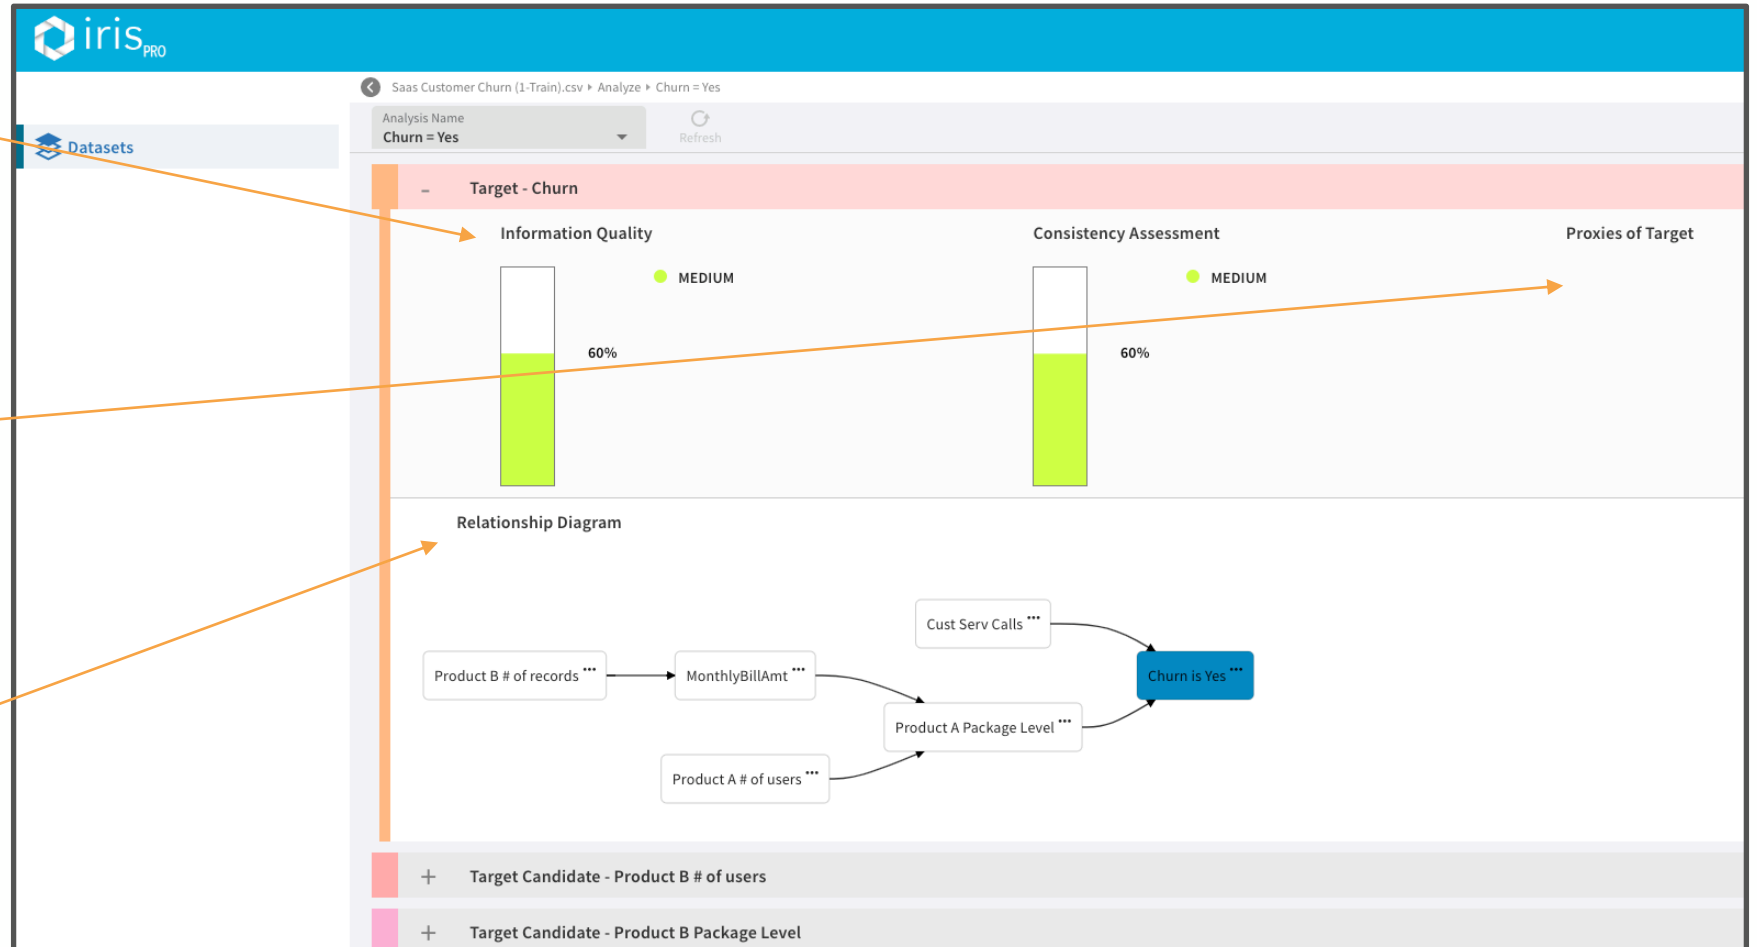 iris PRO
Saas Customer Churn (1-Train).csv ▸ Analyze ▸ Churn = Yes
Analysis Name
Churn = Yes
Refresh
Datasets
- Target - Churn
Information Quality
Consistency Assessment
Proxies of Target
MEDIUM
MEDIUM
60%
60%
Relationship Diagram
Cust Serv Calls ...
Product B # of records ...
MonthlyBillAmt ...
Churn is Yes ...
Product A Package Level ...
Product A # of users ...
+ Target Candidate - Product B # of users
+ Target Candidate - Product B Package Level